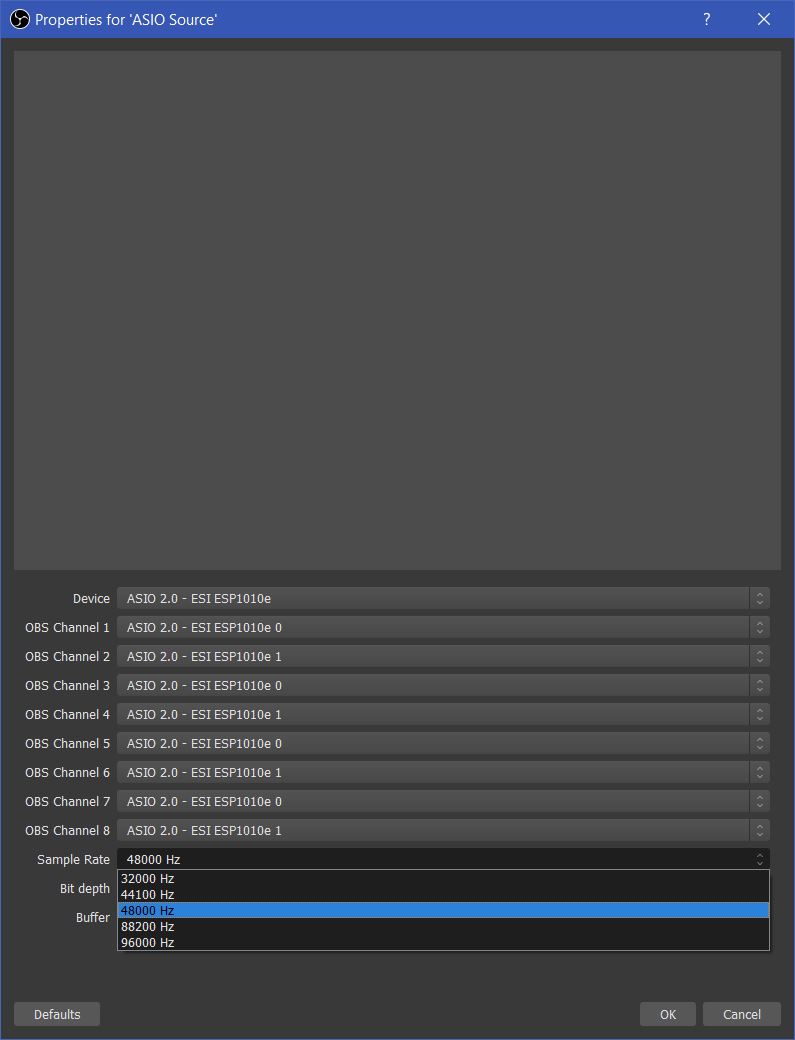 Properties for 'ASIO Source'
?
Device ASIO 2.0 - ESI ESP1010e
OBS Channel 1 ASIO 2.0 - ESI ESP1010e 0
OBS Channel 2 ASIO 2.0 - ESI ESP1010e 1
OBS Channel 3 ASIO 2.0 - ESI ESP1010e 0
OBS Channel 4 ASIO 2.0 - ESI ESP1010e 1
OBS Channel 5 ASIO 2.0 - ESI ESP1010e 0
OBS Channel 6 ASIO 2.0 - ESI ESP1010e 1
OBS Channel 7 ASIO 2.0 - ESI ESP1010e 0
OBS Channel 8 ASIO 2.0 - ESI ESP1010e 1
Sample Rate 48000 Hz
32000 Hz
Bit depth
44100 Hz
48000 Hz
Buffer
88200 Hz
96000 Hz
Defaults OK Cancel